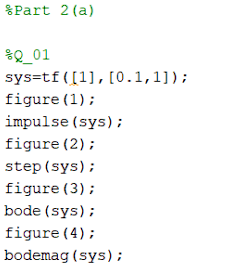 %Part 2(a)
%Q_01
sys=tf([1],[0.1,1]);
figure(1);
impulse(sys);
figure(2);
step(sys);
figure(3);
bode(sys);
figure(4);
bodemag(sys);